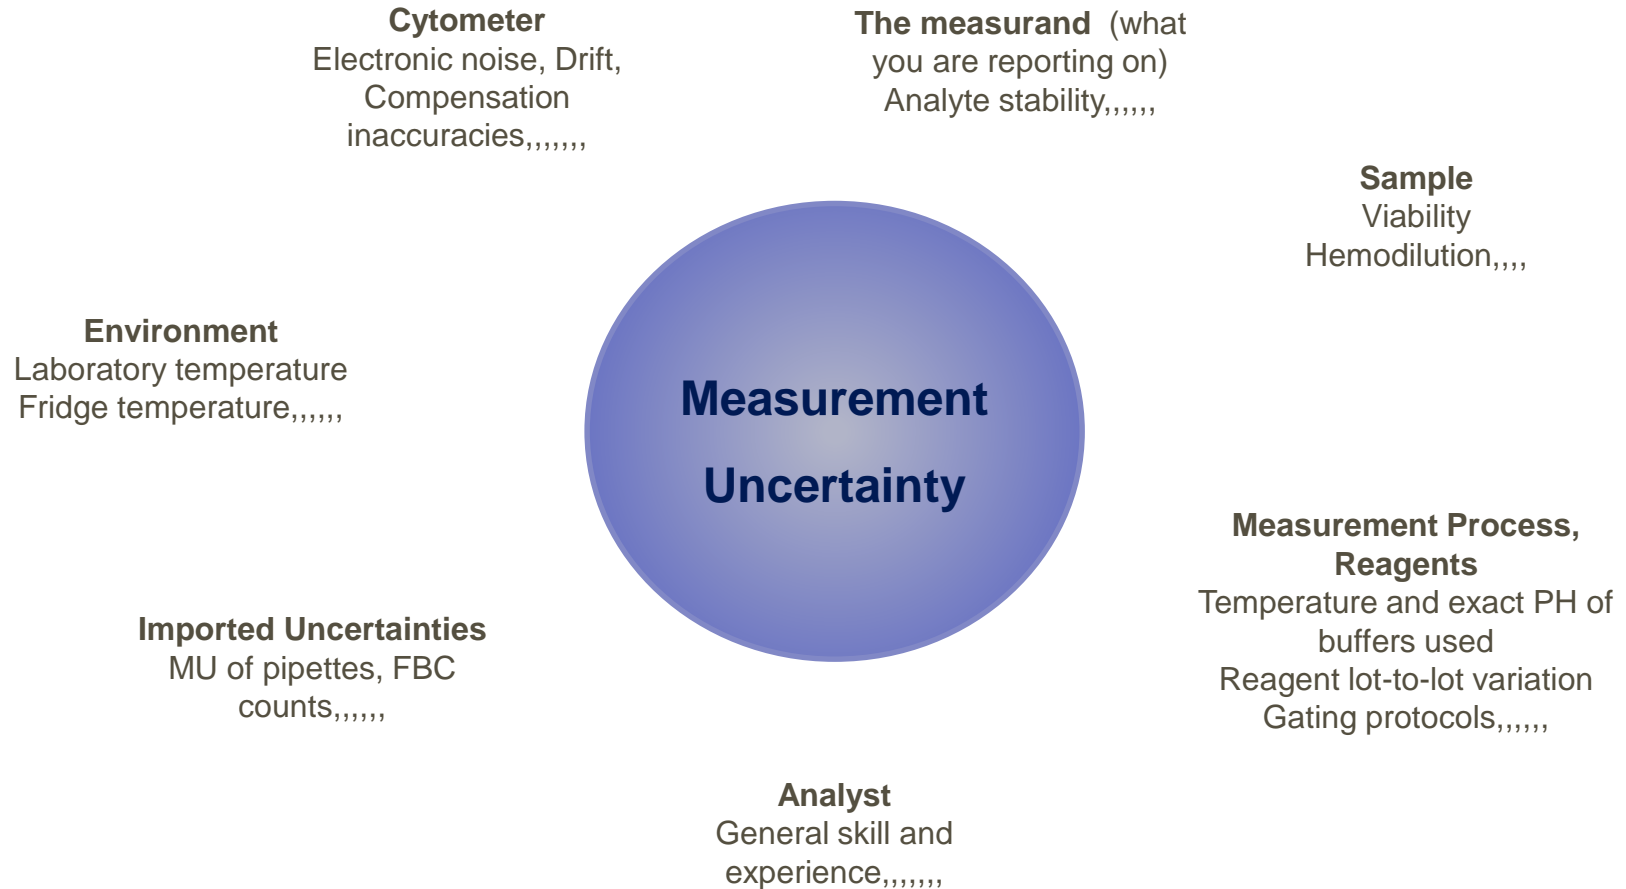 Cytometer
Electronic noise, Drift,
Compensation
inaccuracies,,,,,,,
The measurand  (what
you are reporting on)
Analyte stability,,,,,,
Sample
Viability
Hemodilution,,,,
Environment
Laboratory temperature
Fridge temperature,,,,,,
Measurement
Uncertainty
Measurement Process,
Reagents
Temperature and exact PH of
buffers used
Reagent lot-to-lot variation
Gating protocols,,,,,,
Imported Uncertainties
MU of pipettes, FBC
counts,,,,,,
Analyst
General skill and
experience,,,,,,,